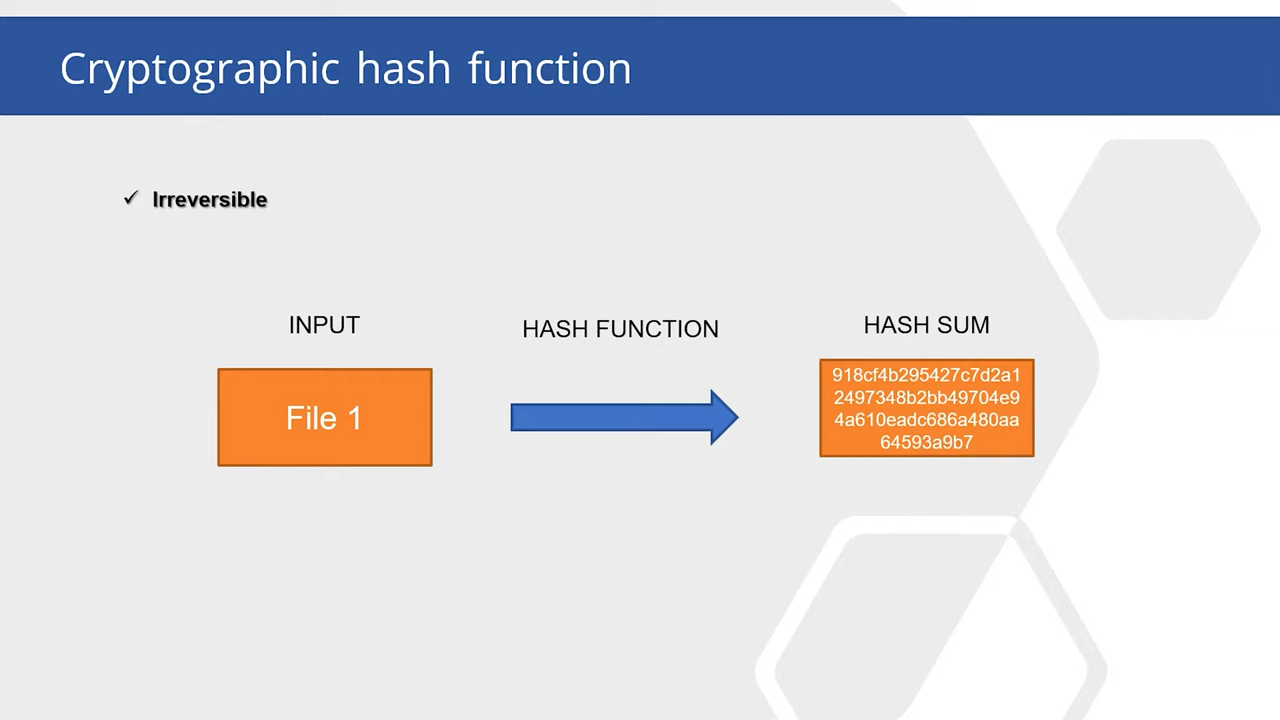 Cryptographic hash function
✓ Irreversible
INPUT
HASH FUNCTION
HASH SUM
File 1
918cf4b295427c7d2a1
2497348b2bb49704e9
4a610eadc686a480aa
64593a9b7